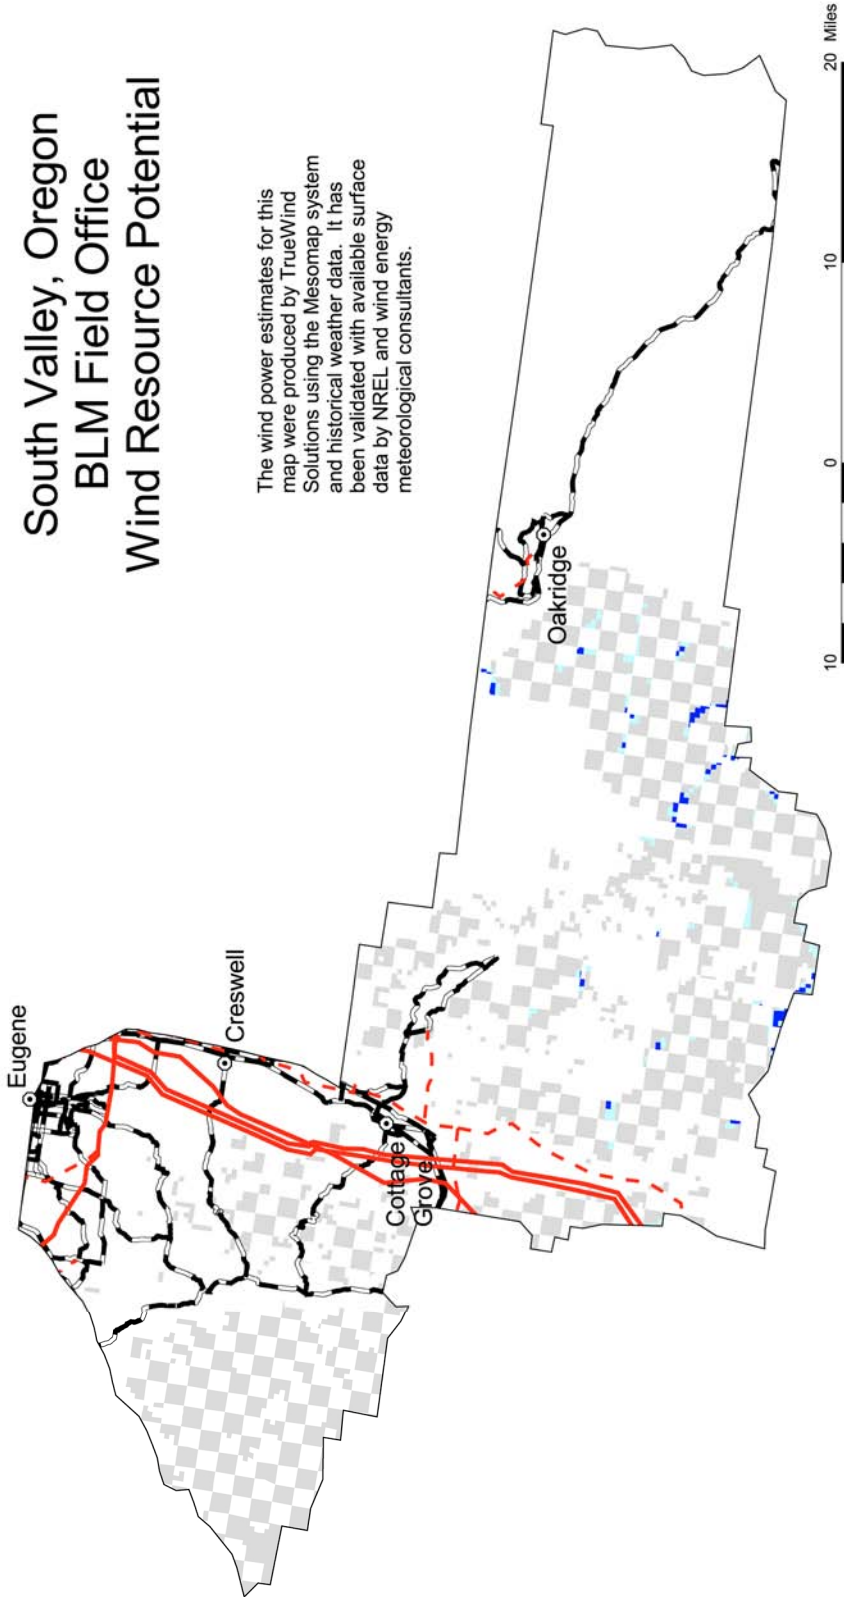 South Valley, Oregon
BLM Field Office
Wind Resource Potential
The wind power estimates for this
map were produced by TrueWind
Solutions using the Mesomap system
and historical weather data. It has
been validated with available surface
data by NREL and wind energy
meteorological consultants.
Eugene
Creswell
Cottage
Grove
Oakridge
10 0 10 20 Miles